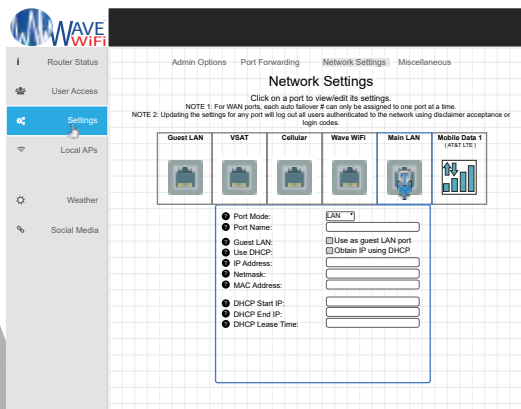 WAVE
WiFi
Router Status
User Access
Settings
Local APs
Weather
Social Media
Admin Options Port Forwarding Network Settings Miscellaneous
Network Settings
Click on a port to view/edit its settings.
NOTE 1: For WAN ports, each auto failover # can only be assigned to one port at a time.
NOTE 2: Updating the settings for any port will log out all users authenticated to the network using disclaimer acceptance or
login codes.
Guest LAN VSAT Cellular Wave WiFi Main LAN Mobile Data 1
( AT&T LTE )
Port Mode: LAN
Port Name:
Guest LAN: Use as guest LAN port
Use DHCP: Obtain IP using DHCP
IP Address:
Netmask:
MAC Address:
DHCP Start IP:
DHCP End IP:
DHCP Lease Time: